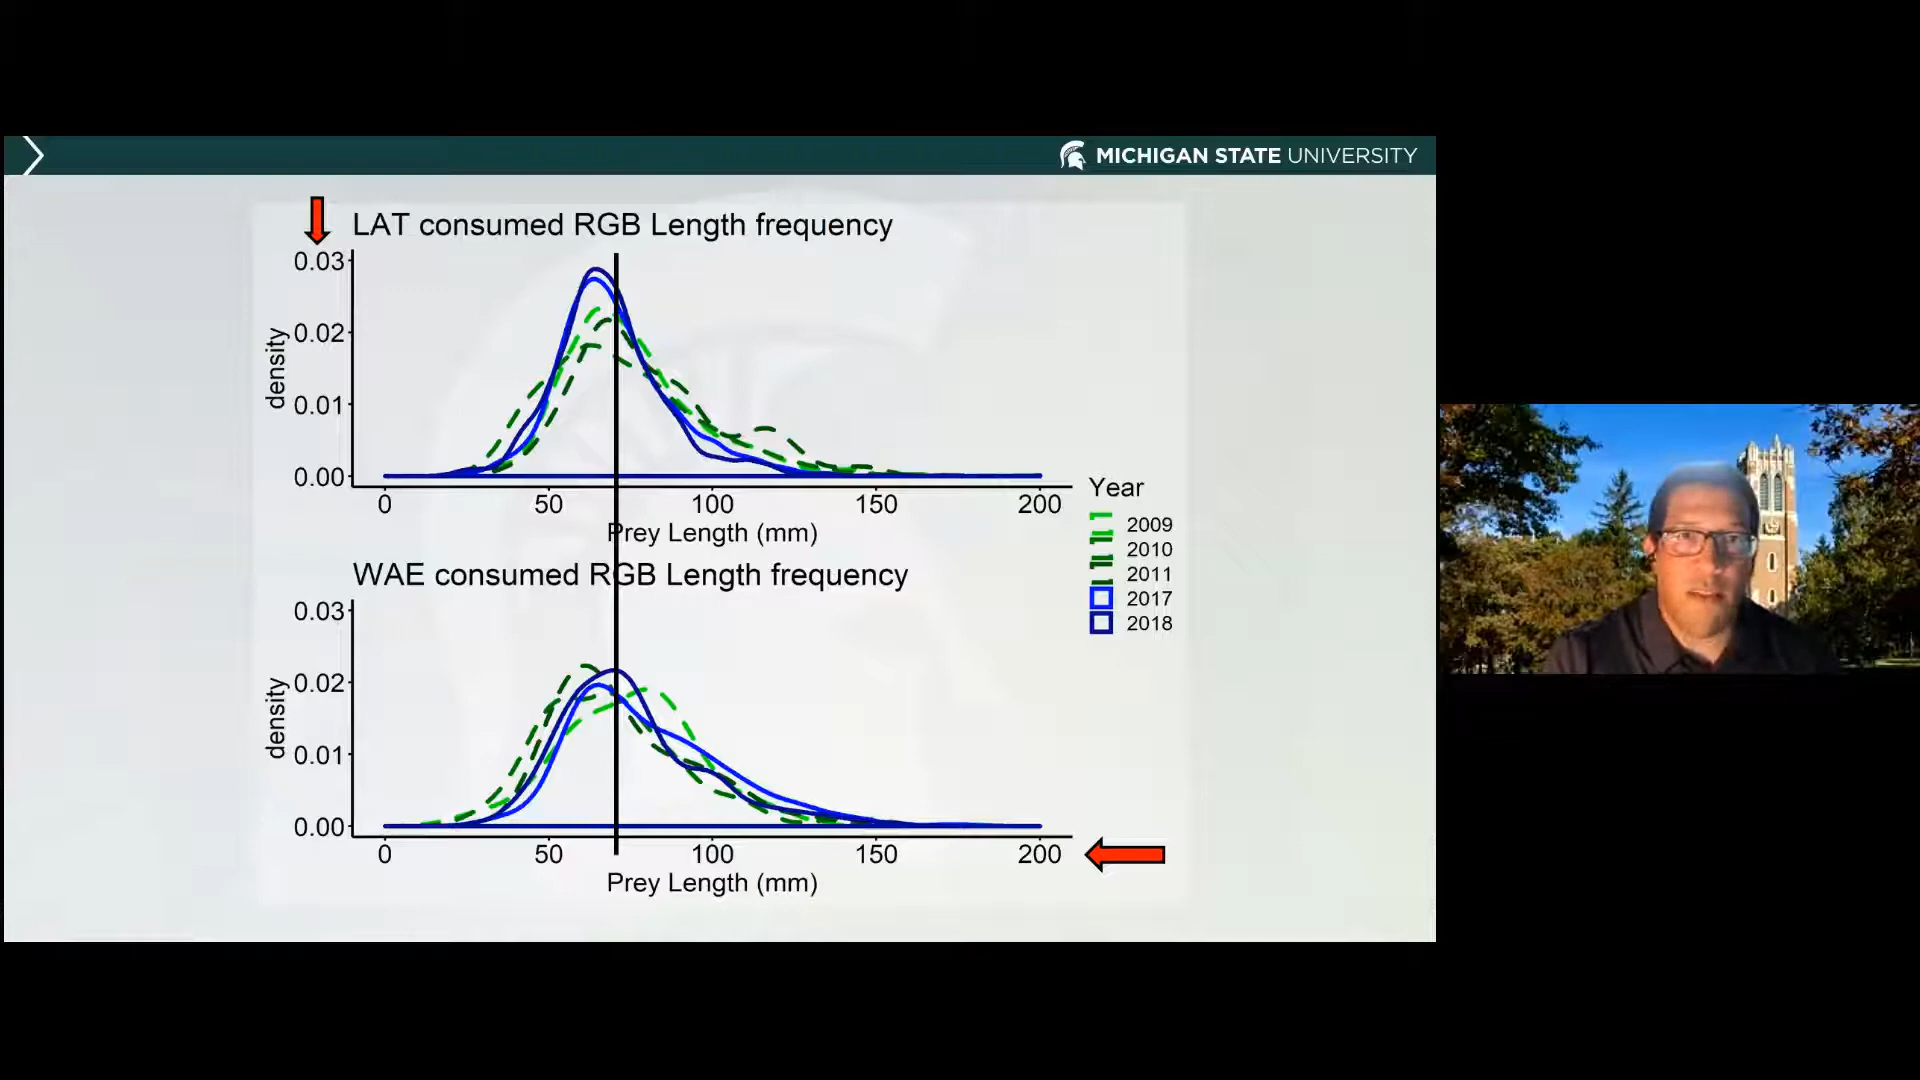 MICHIGAN STATE UNIVERSITY
LAT consumed RGB Length frequency
0.03
0.02
0.01
0.00
density
0 50 100 150 200
Prey Length (mm)
Year
2009
2010
2011
2017
2018
WAE consumed RGB Length frequency
0.03
0.02
0.01
0.00
density
0 50 100 150 200
Prey Length (mm)